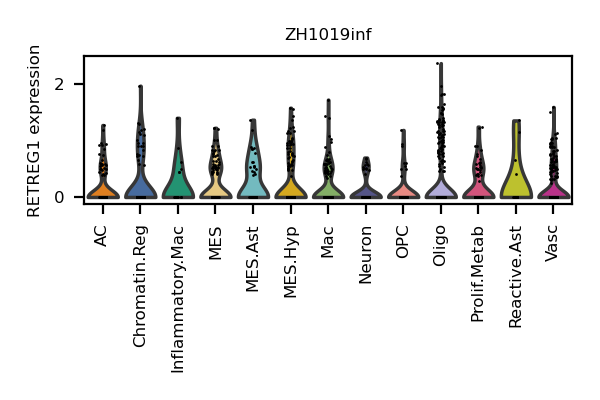 ZH1019inf
RETREG1 expression
2
0
AC
Chromatin.Reg
Inflammatory.Mac
MES
MES.Ast
MES.Hyp
Mac
Neuron
OPC
Oligo
Prolif.Metab
Reactive.Ast
Vasc